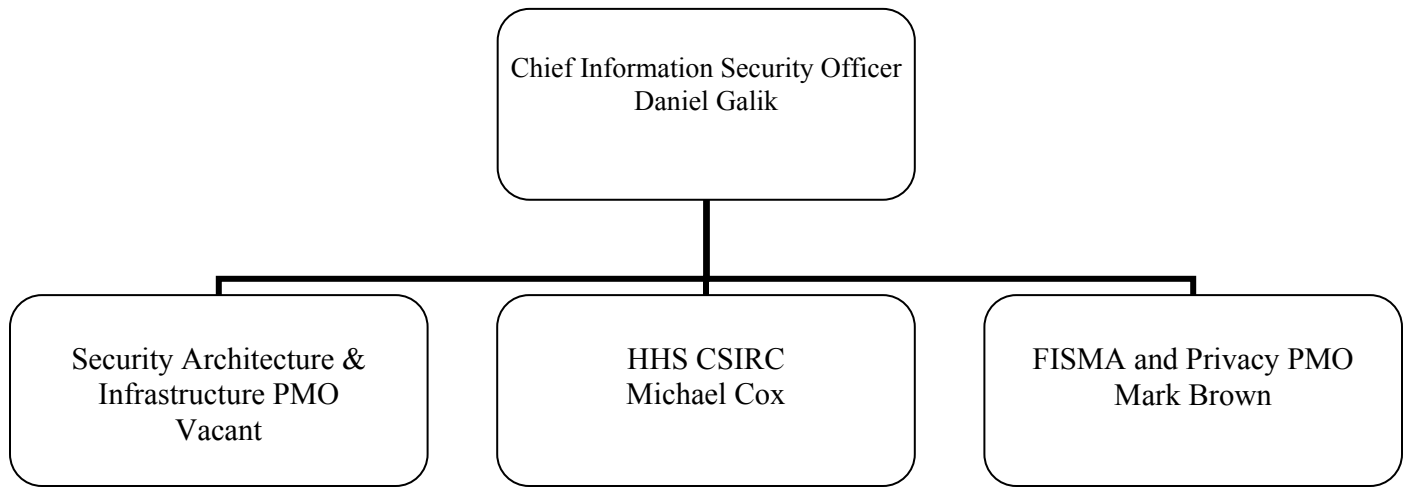 Chief Information Security Officer
Daniel Galik
Security Architecture &
Infrastructure PMO
Vacant
HHS CSIRC
Michael Cox
FISMA and Privacy PMO
Mark Brown